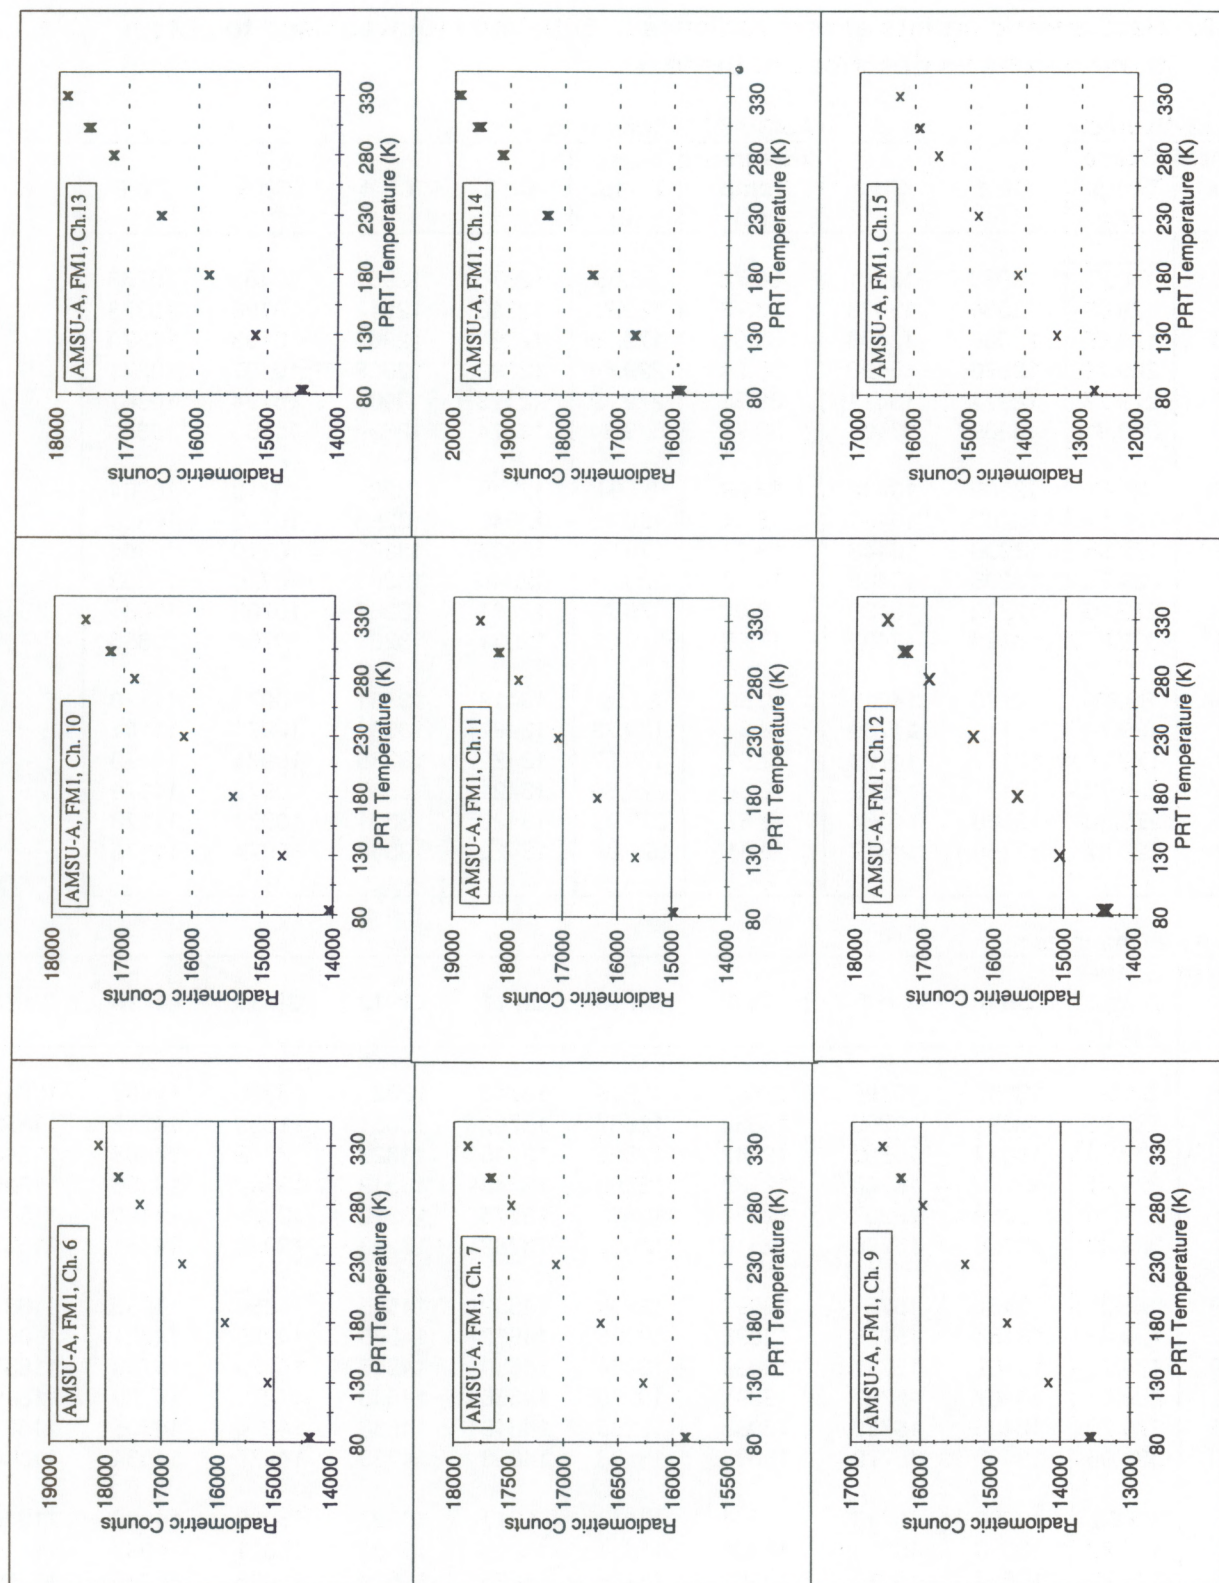 AMSU-A, FM1, Ch. 6
Radiometric Counts
19000
18000
17000
16000
15000
14000
80 130 180 230 280 330
PRTTemperature (K)
AMSU-A, FM1, Ch. 10
Radiometric Counts
18000
17000
16000
15000
14000
80 130 180 230 280 330
PRT Temperature (K)
AMSU-A, FM1, Ch.13
Radiometric Counts
18000
17000
16000
15000
14000
80 130 180 230 280 330
PRT Temperature (K)
AMSU-A, FM1, Ch. 7
Radiometric Counts
18000
17500
17000
16500
16000
15500
80 130 180 230 280 330
PRT Temperature (K)
AMSU-A, FM1, Ch.11
Radiometric Counts
19000
18000
17000
16000
15000
14000
80 130 180 230 280 330
PRT Temperature (K)
AMSU-A, FM1, Ch.14
Radiometric Counts
20000
19000
18000
17000
16000
15000
80 130 180 230 280 330
PRT Temperature (K)
AMSU-A, FM1, Ch. 9
Radiometric Counts
17000
16000
15000
14000
13000
80 130 180 230 280 330
PRT Temperature (K)
AMSU-A, FM1, Ch.12
Radiometric Counts
18000
17000
16000
15000
14000
80 130 180 230 280 330
PRT Temperature (K)
AMSU-A, FM1, Ch.15
Radiometric Counts
17000
16000
15000
14000
13000
12000
80 130 180 230 280 330
PRT Temperature (K)